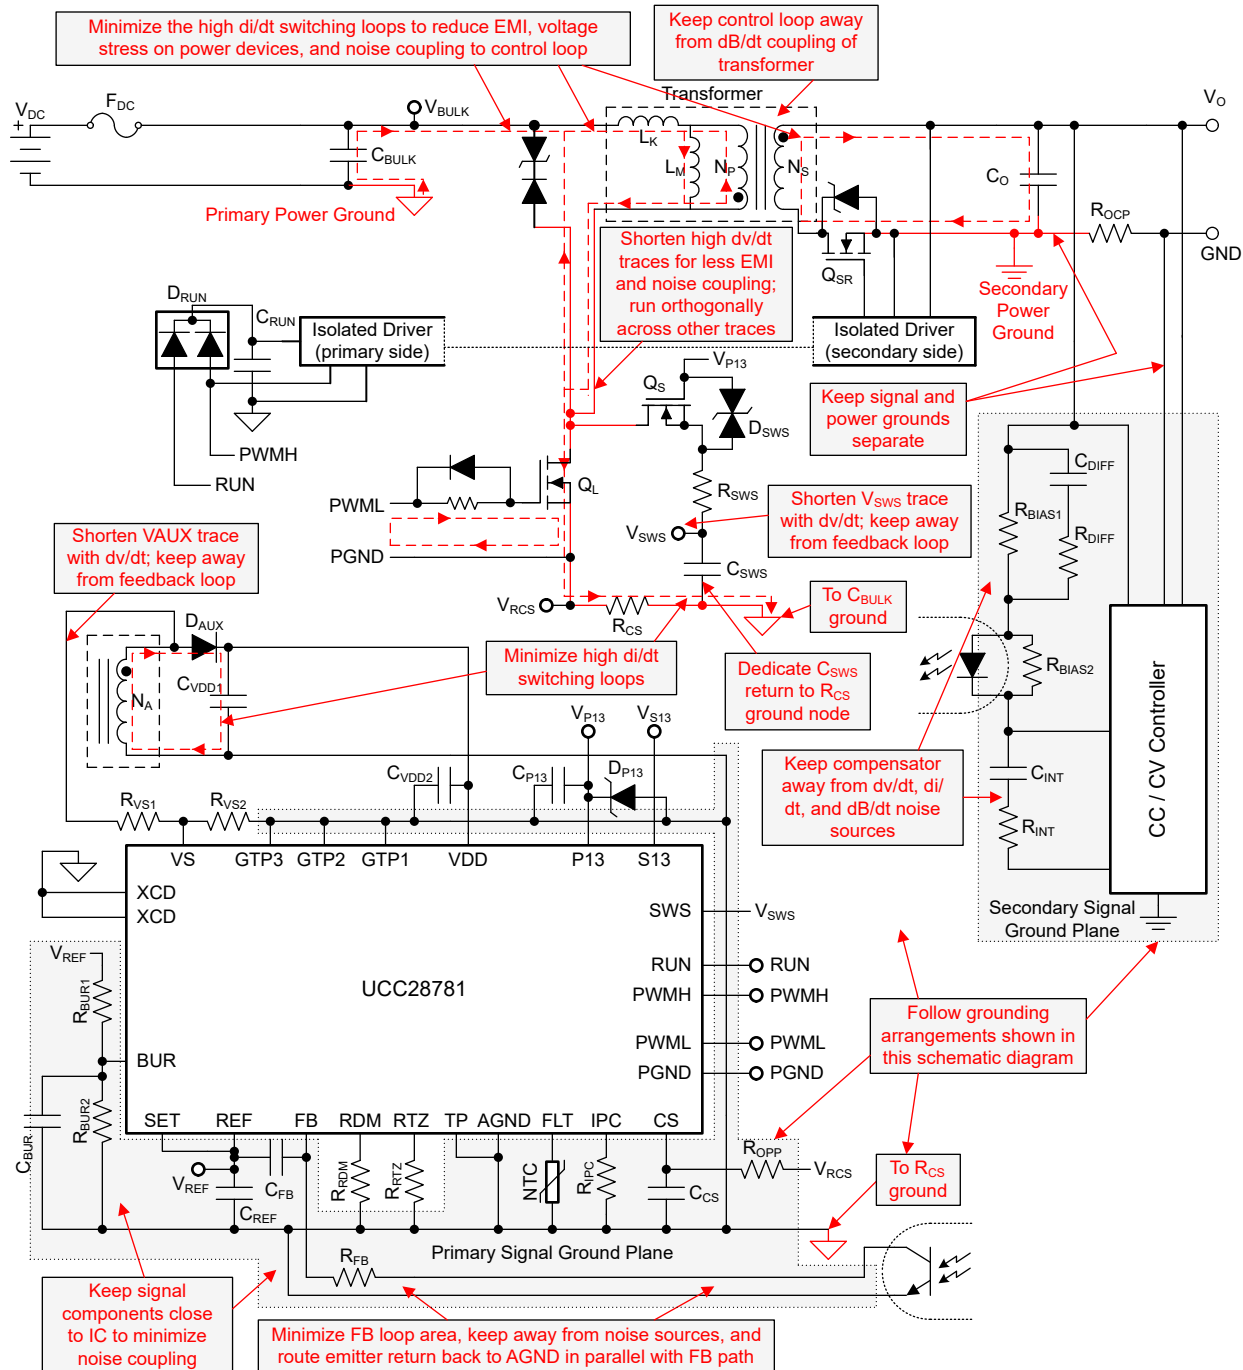 Minimize the high di/dt switching loops to reduce EMI, voltage
stress on power devices, and noise coupling to control loop
Keep control loop away
from dB/dt coupling of
transformer
Transformer
VDC
+
FDC
VBULK
VO
CBULK
LK
LM
NP
NS
CO
Primary Power Ground
ROCP
GND
QSR
Shorten high dv/dt
traces for less EMI
and noise coupling;
run orthogonally
across other traces
Secondary
Power
Ground
DRUN
CRUN
Isolated Driver
(primary side)
Isolated Driver
(secondary side)
VP13
QS
DSWS
Keep signal and
power grounds
separate
PWMH
RUN
QL
PWML
PGND
RSWS
VSWS
CSWS
Shorten VSWS trace
with dv/dt; keep away
from feedback loop
CDIFF
RBIAS1
RDIFF
Shorten VAUX trace
with dv/dt; keep away
from feedback loop
VRCS
RCS
To CBULK
ground
DAUX
CVDD1
NA
Minimize high di/dt
switching loops
Dedicate CSWS
return to RCS
ground node
RBIAS2
CC / CV Controller
VP13
VS13
CVDD2
CP13
DP13
Keep compensator
away from dv/dt, di/
dt, and dB/dt noise
sources
CINT
RINT
RVS1
RVS2
VS
GTP3
GTP2
GTP1
VDD
P13
S13
XCD
XCD
SWS
VSWS
Secondary Signal
Ground Plane
VREF
RBUR1
UCC28781
RUN
RUN
PWMH
PWMH
PWML
PWML
PGND
PGND
Follow grounding
arrangements shown in
this schematic diagram
BUR
RBUR2
CBUR
SET
REF
FB
RDM
RTZ
TP
AGND
FLT
IPC
CS
VREF
CFB
CREF
RRDM
RRTZ
NTC
RIPC
CCS
ROPP
VRCS
To RCS
ground
Primary Signal Ground Plane
RFB
Keep signal
components close
to IC to minimize
noise coupling
Minimize FB loop area, keep away from noise sources, and
route emitter return back to AGND in parallel with FB path